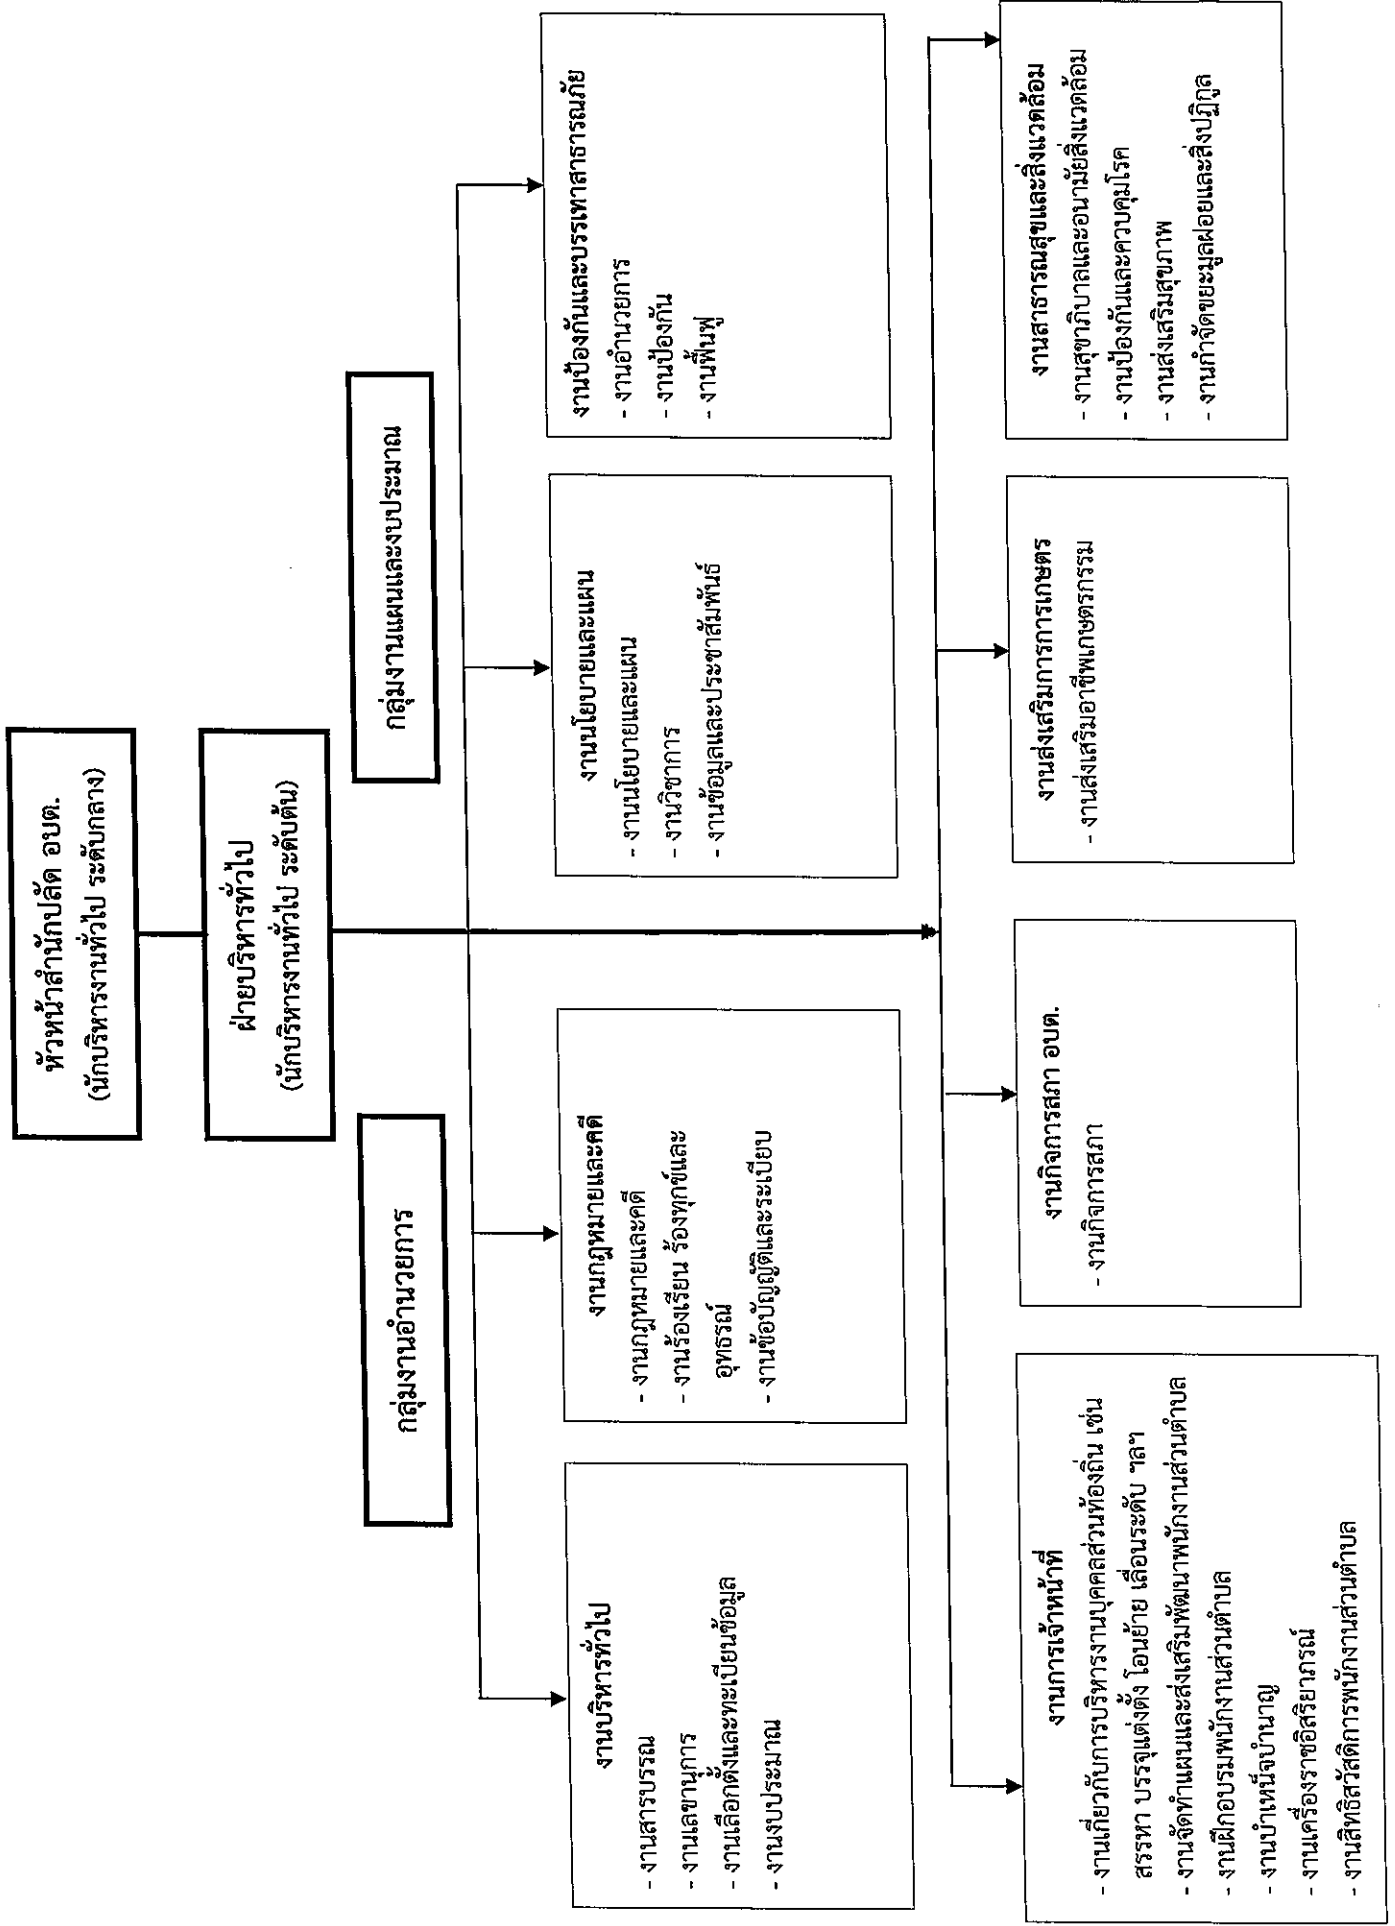 หัวหน้าสำนักปลัด อบต.
(นักบริหารงานทั่วไป ระดับกลาง)
ฝ่ายบริหารทั่วไป
(นักบริหารงานทั่วไป ระดับต้น)
กลุ่มงานอำนวยการ
กลุ่มงานแผนและงบประมาณ
งานบริหารทั่วไป
- งานสารบรรณ
- งานเลขานุการ
- งานเลือกตั้งและทะเบียนข้อมูล
- งานงบประมาณ
งานกฎหมายและคดี
- งานกฎหมายและคดี
- งานร้องเรียน ร้องทุกข์และ
อุทธรณ์
- งานข้อบัญญัติและระเบียบ
งานนโยบายและแผน
- งานนโยบายและแผน
- งานวิชาการ
- งานข้อมูลและประชาสัมพันธ์
งานป้องกันและบรรเทาสาธารณภัย
- งานอำนวยการ
- งานป้องกัน
- งานฟื้นฟู
งานการเจ้าหน้าที่
- งานเกี่ยวกับการบริหารงานบุคคลส่วนท้องถิ่น เช่น
สรรหา บรรจุแต่งตั้ง โอนย้าย เลื่อนระดับ ฯลฯ
- งานจัดทำแผนและส่งเสริมพัฒนาพนักงานส่วนตำบล
- งานฝึกอบรมพนักงานส่วนตำบล
- งานบำเหน็จบำนาญ
- งานเครื่องราชอิสริยาภรณ์
- งานสิทธิสวัสดิการพนักงานส่วนตำบล
งานกิจการสภา อบต.
- งานกิจการสภา
งานส่งเสริมการเกษตร
- งานส่งเสริมอาชีพเกษตรกรรม
งานสาธารณสุขและสิ่งแวดล้อม
- งานสุขาภิบาลและอนามัยสิ่งแวดล้อม
- งานป้องกันและควบคุมโรค
- งานส่งเสริมสุขภาพ
- งานกำจัดขยะมูลฝอยและสิ่งปฏิกูล